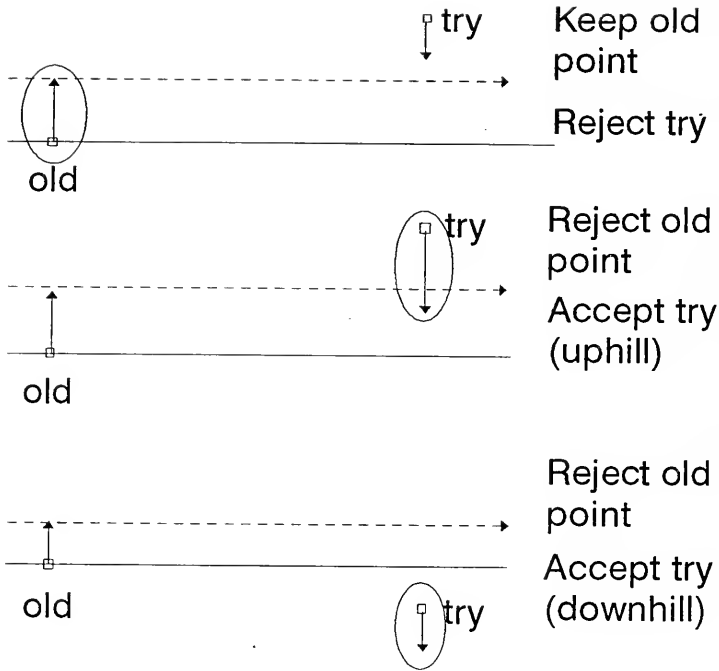 try
Keep old
point
Reject try
old
try
Reject old
point
Accept try
(uphill)
old
Reject old
point
Accept try
(downhill)
old
try